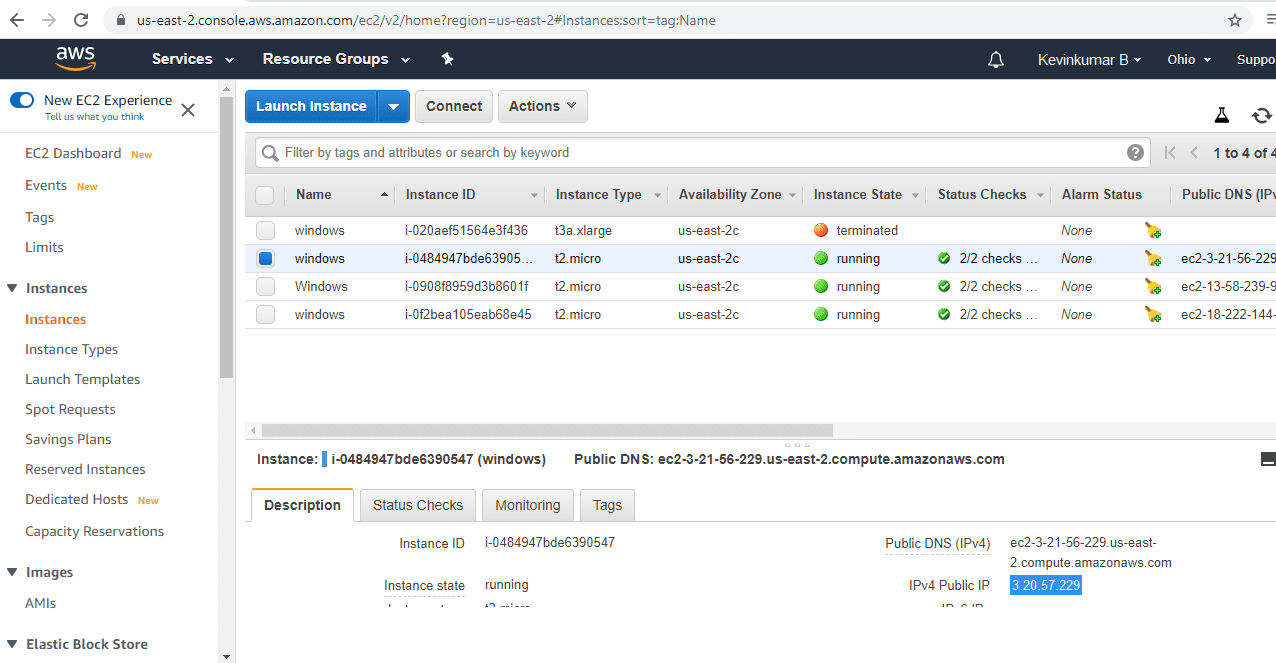 us-east-2.console.aws.amazon.com/ec2/v2/home?region=us-east-2#Instances:sort=tag:Name
aws Services Resource Groups Kevinkumar B Ohio Suppo
New EC2 Experience
Tell us what you think
EC2 Dashboard New
Events New
Tags
Limits
Instances
Instances
Instance Types
Launch Templates
Spot Requests
Savings Plans
Reserved Instances
Dedicated Hosts New
Capacity Reservations
Images
AMIs
Elastic Block Store
Launch Instance Connect Actions
Filter by tags and attributes or search by keyword 1 to 4 of 4
Name Instance ID Instance Type Availability Zone Instance State Status Checks Alarm Status Public DNS (IPv
windows i-020aef51564e3f436 t3a.xlarge us-east-2c terminated None
windows i-0484947bde63905... t2.micro us-east-2c running 2/2 checks ... None ec2-3-21-56-229
Windows i-0908f8959d3b8601f t2.micro us-east-2c running 2/2 checks ... None ec2-13-58-239-9
windows i-0f2bea105eab68e45 t2.micro us-east-2c running 2/2 checks ... None ec2-18-222-144-
Instance: i-0484947bde6390547 (windows) Public DNS: ec2-3-21-56-229.us-east-2.compute.amazonaws.com
Description Status Checks Monitoring Tags
Instance ID i-0484947bde6390547 Public DNS (IPv4) ec2-3-21-56-229.us-east-
2.compute.amazonaws.com
Instance state running IPv4 Public IP 3.20.57.229